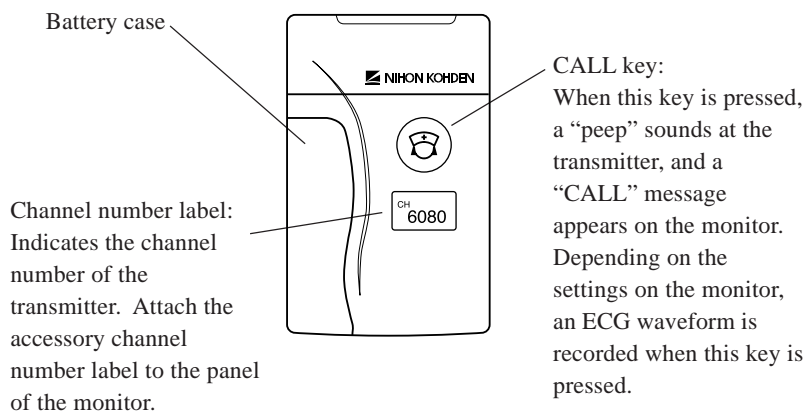 Battery case
NIHON KOHDEN
CALL key:
When this key is pressed,
a “peep” sounds at the
transmitter, and a
“CALL” message
appears on the monitor.
Depending on the
settings on the monitor,
an ECG waveform is
recorded when this key is
pressed.
CH
6080
Channel number label:
Indicates the channel
number of the
transmitter.  Attach the
accessory channel
number label to the panel
of the monitor.